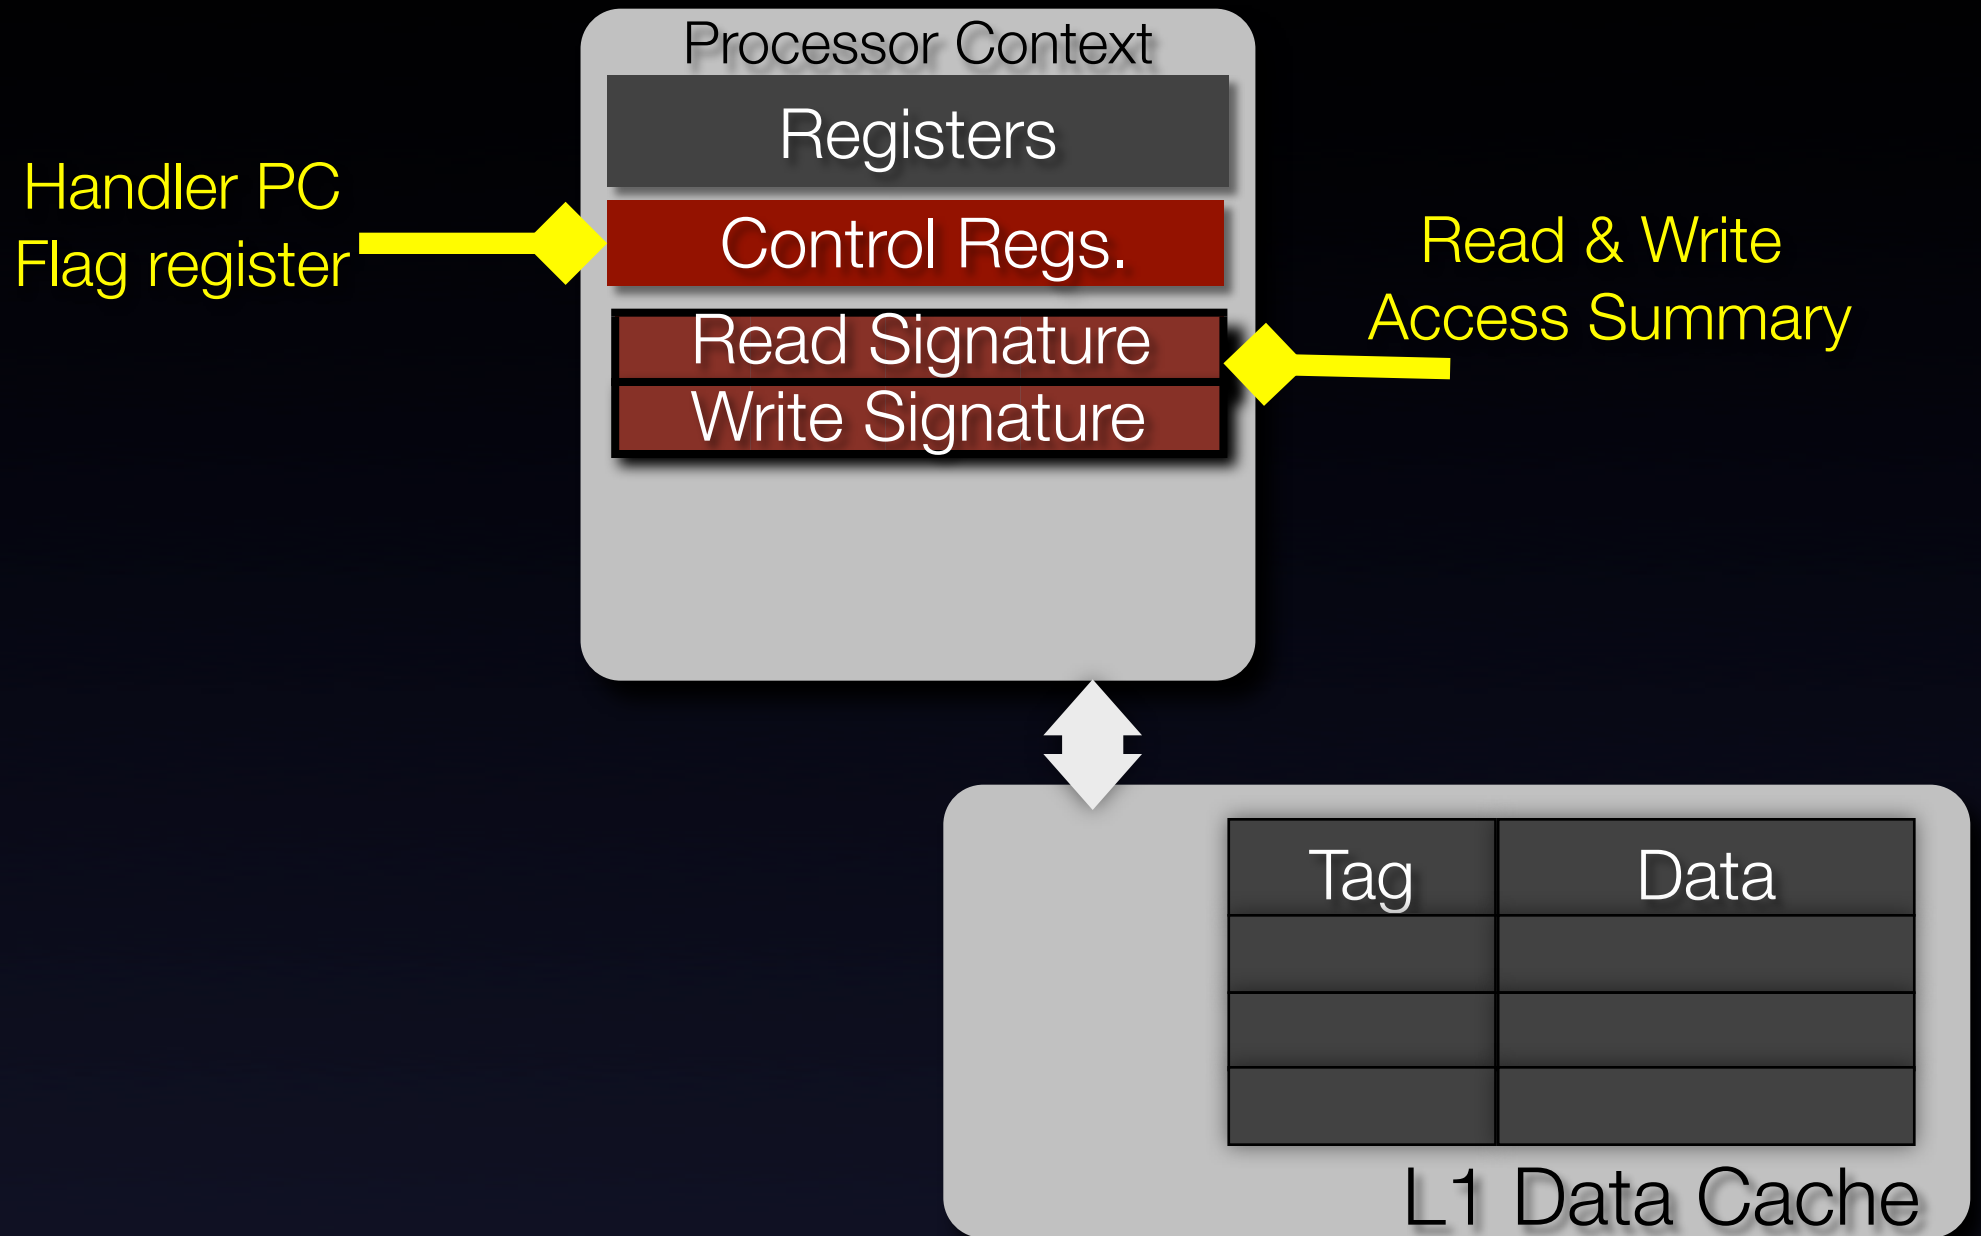 Processor Context
Registers
Handler PC
Flag register
Control Regs.
Read & Write
Access Summary
Read Signature
Write Signature
Tag
Data
L1 Data Cache